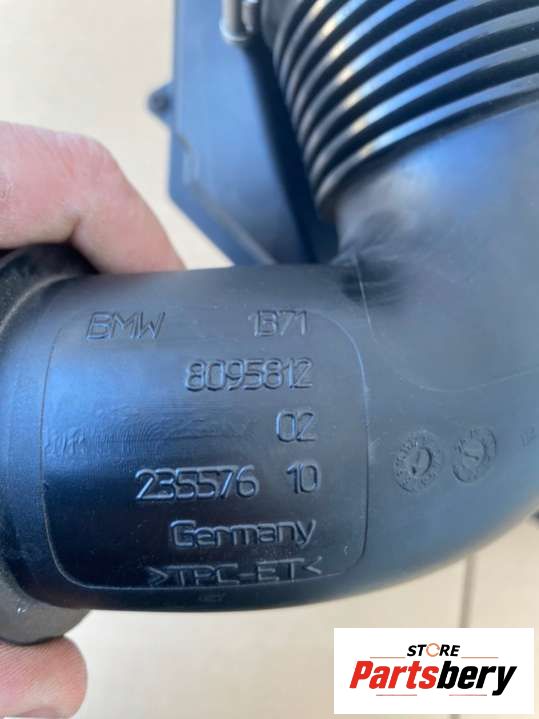 BMW 1371
8095812
02
235576 10
Germany
>TPC-ET<
STORE
Partsbery